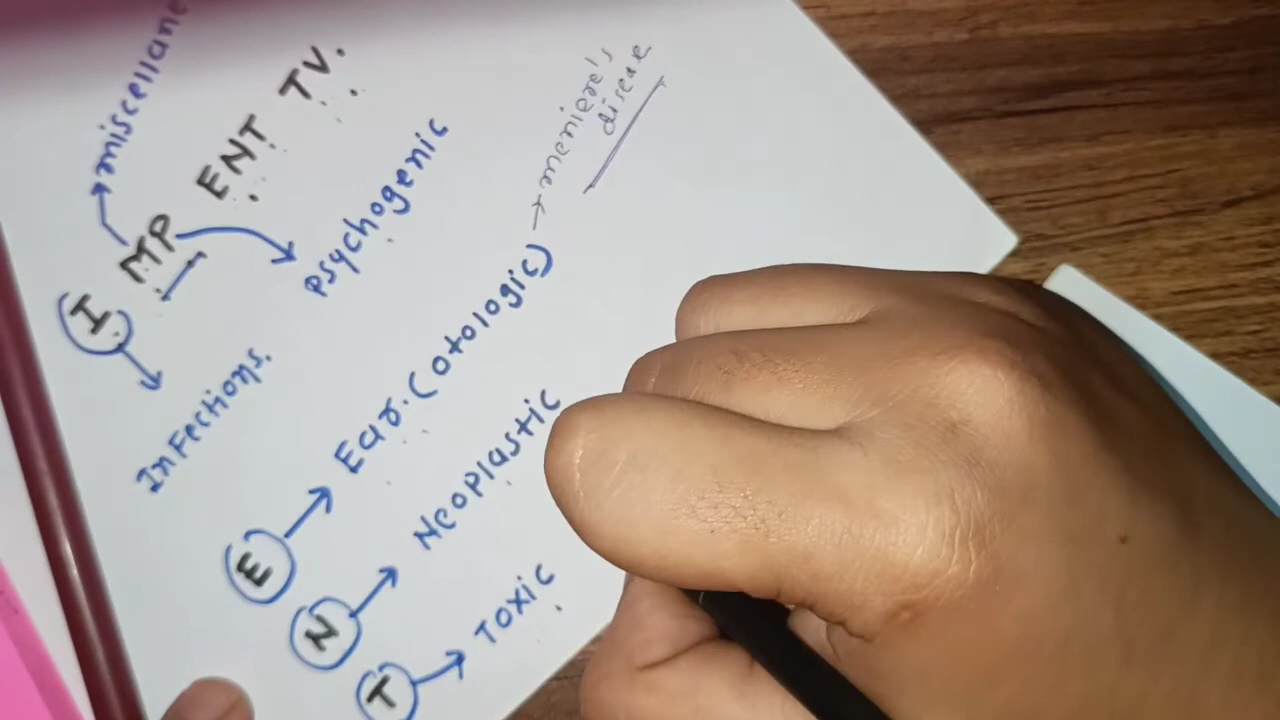 I MP ENT TV.
miscellane
Psychogenic
Infections.
E → Ear. (otologic) → meniere's disease
N → Neoplastic
T → Toxic